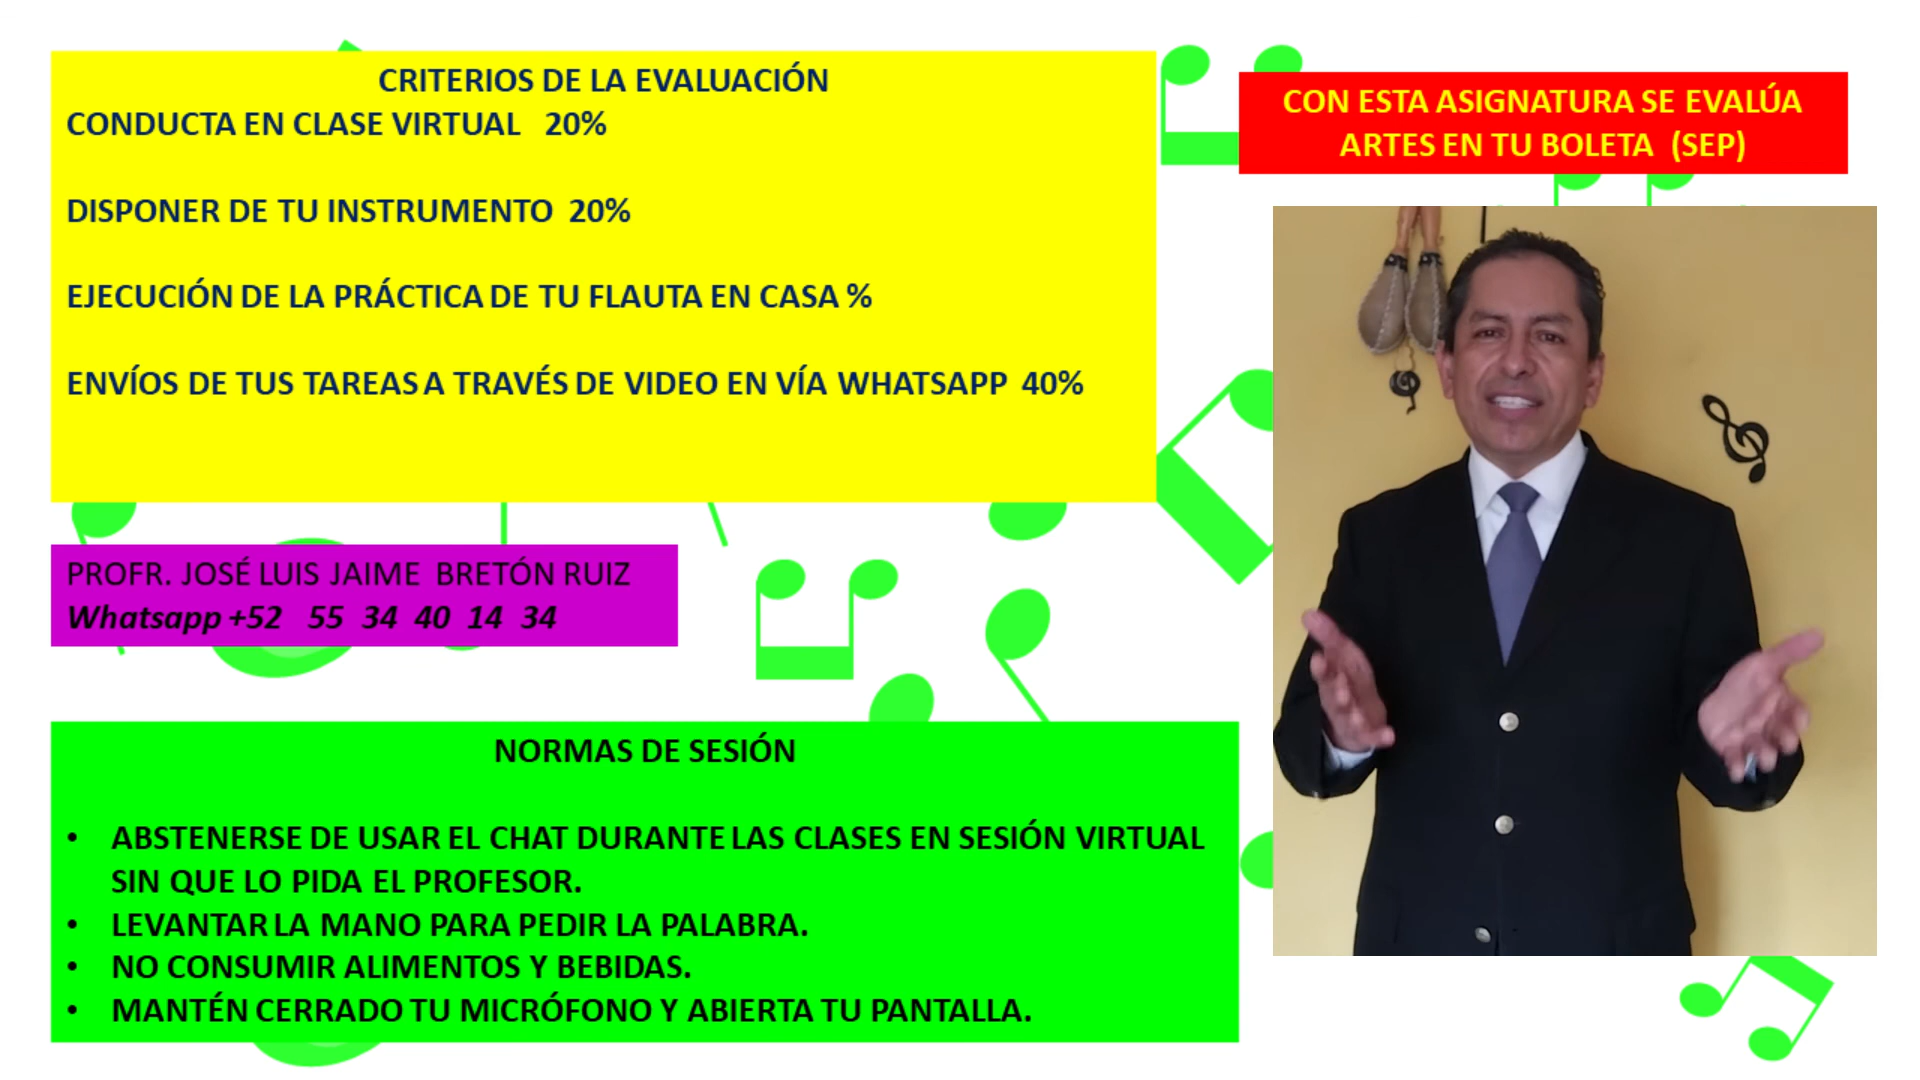 CRITERIOS DE LA EVALUACIÓN
CONDUCTA EN CLASE VIRTUAL 20%
DISPONER DE TU INSTRUMENTO 20%
EJECUCIÓN DE LA PRÁCTICA DE TU FLAUTA EN CASA %
ENVÍOS DE TUS TAREAS A TRAVÉS DE VIDEO EN VÍA WHATSAPP 40%
CON ESTA ASIGNATURA SE EVALÚA
ARTES EN TU BOLETA (SEP)
PROFR. JOSÉ LUIS JAIME BRETÓN RUIZ
Whatsapp +52 55 34 40 14 34
NORMAS DE SESIÓN
• ABSTENERSE DE USAR EL CHAT DURANTE LAS CLASES EN SESIÓN VIRTUAL
SIN QUE LO PIDA EL PROFESOR.
• LEVANTAR LA MANO PARA PEDIR LA PALABRA.
• NO CONSUMIR ALIMENTOS Y BEBIDAS.
• MANTÉN CERRADO TU MICRÓFONO Y ABIERTA TU PANTALLA.